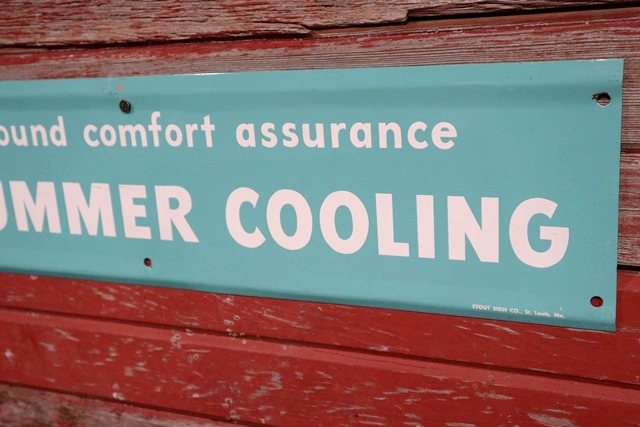 ound comfort assurance
UMMER COOLING
STOUT SIGN CO., St. Louis, Mo.